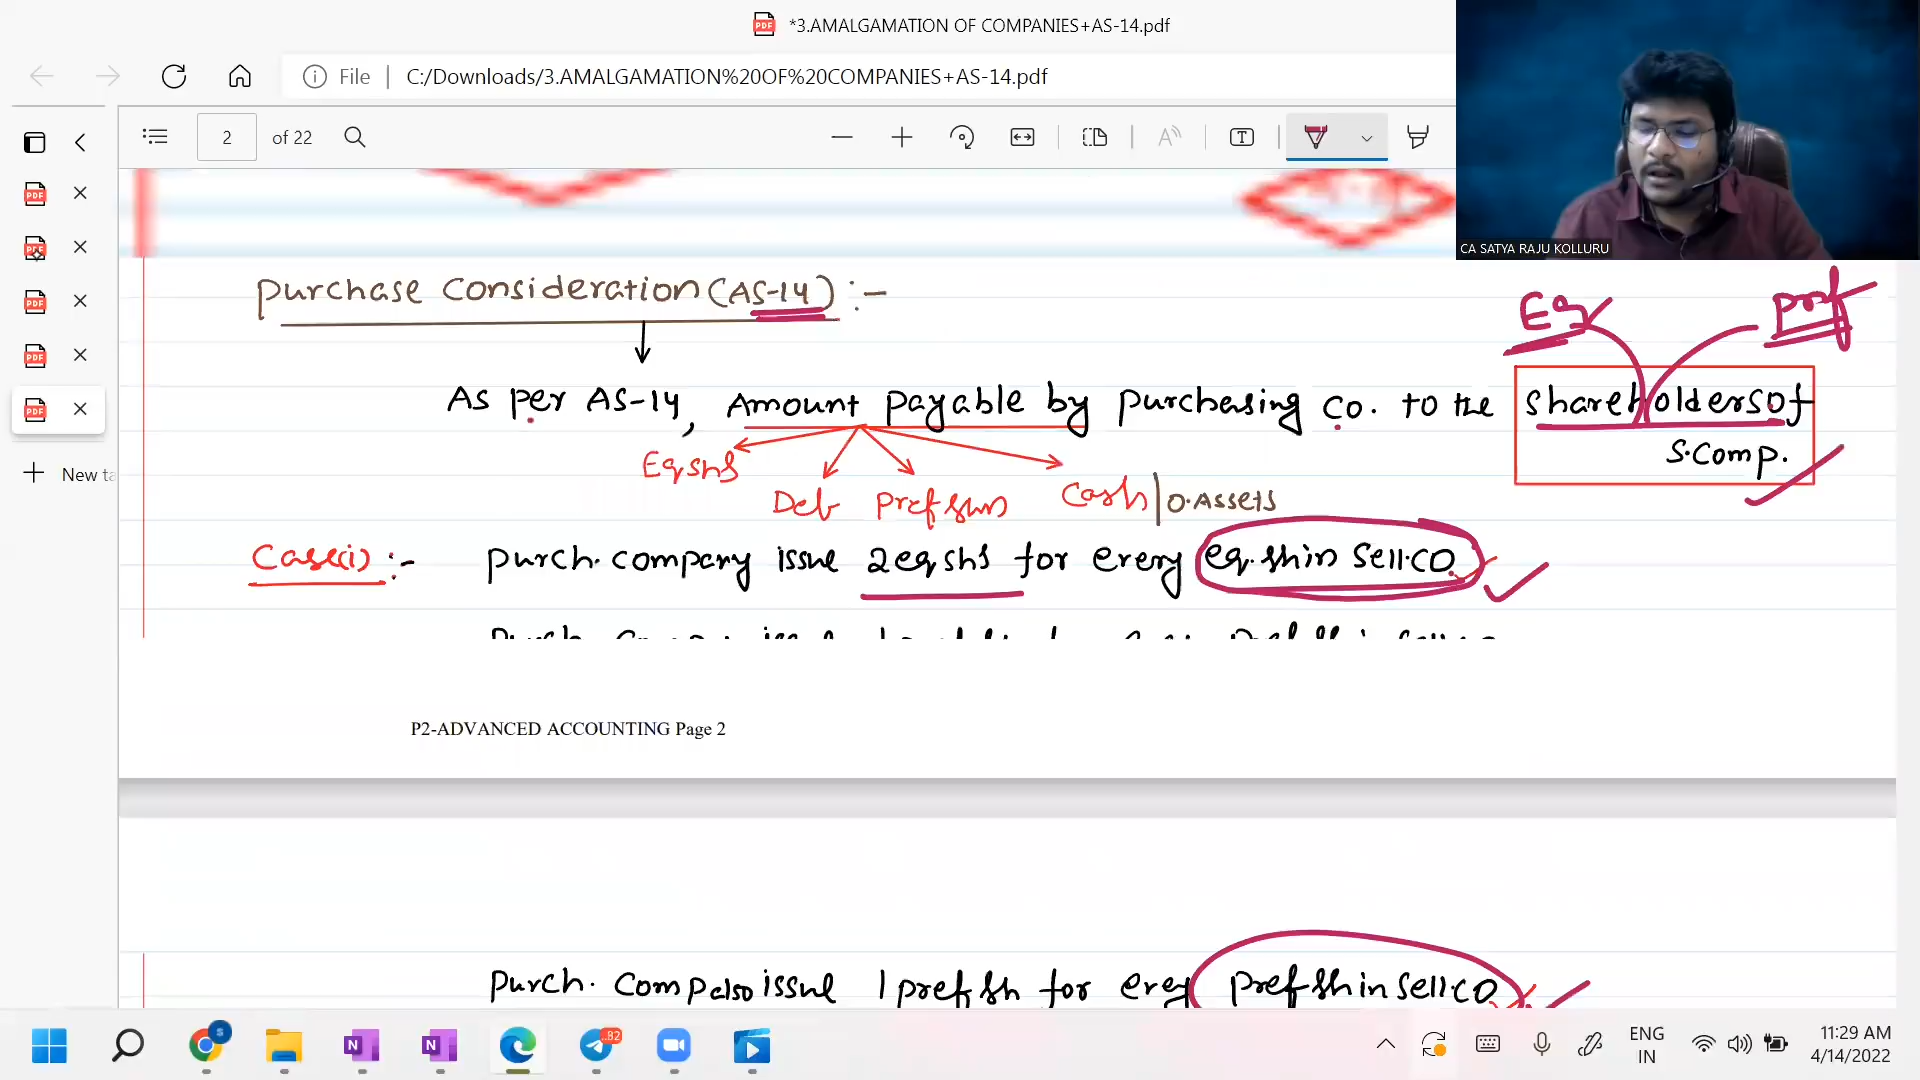 *3.AMALGAMATION OF COMPANIES+AS-14.pdf
File C:/Downloads/3.AMALGAMATION%20OF%20COMPANIES+AS-14.pdf
2 of 22
New ta
CA SATYA RAJU KOLLURU
Purchase Consideration (AS-14) :-
Eq
Pref
As per AS-14, Amount payable by purchasing co. to the shareholders of
S.Comp.
Eq shs
Deb Pref shrs Cash | O.Assets
Case(i) :- Purch. company issue 2 eq shs for every eq. sh in sell.co.
P2-ADVANCED ACCOUNTING Page 2
Purch. Comp also issue 1 pref sh for every pref sh in sell.co
82
ENG
IN
11:29 AM
4/14/2022